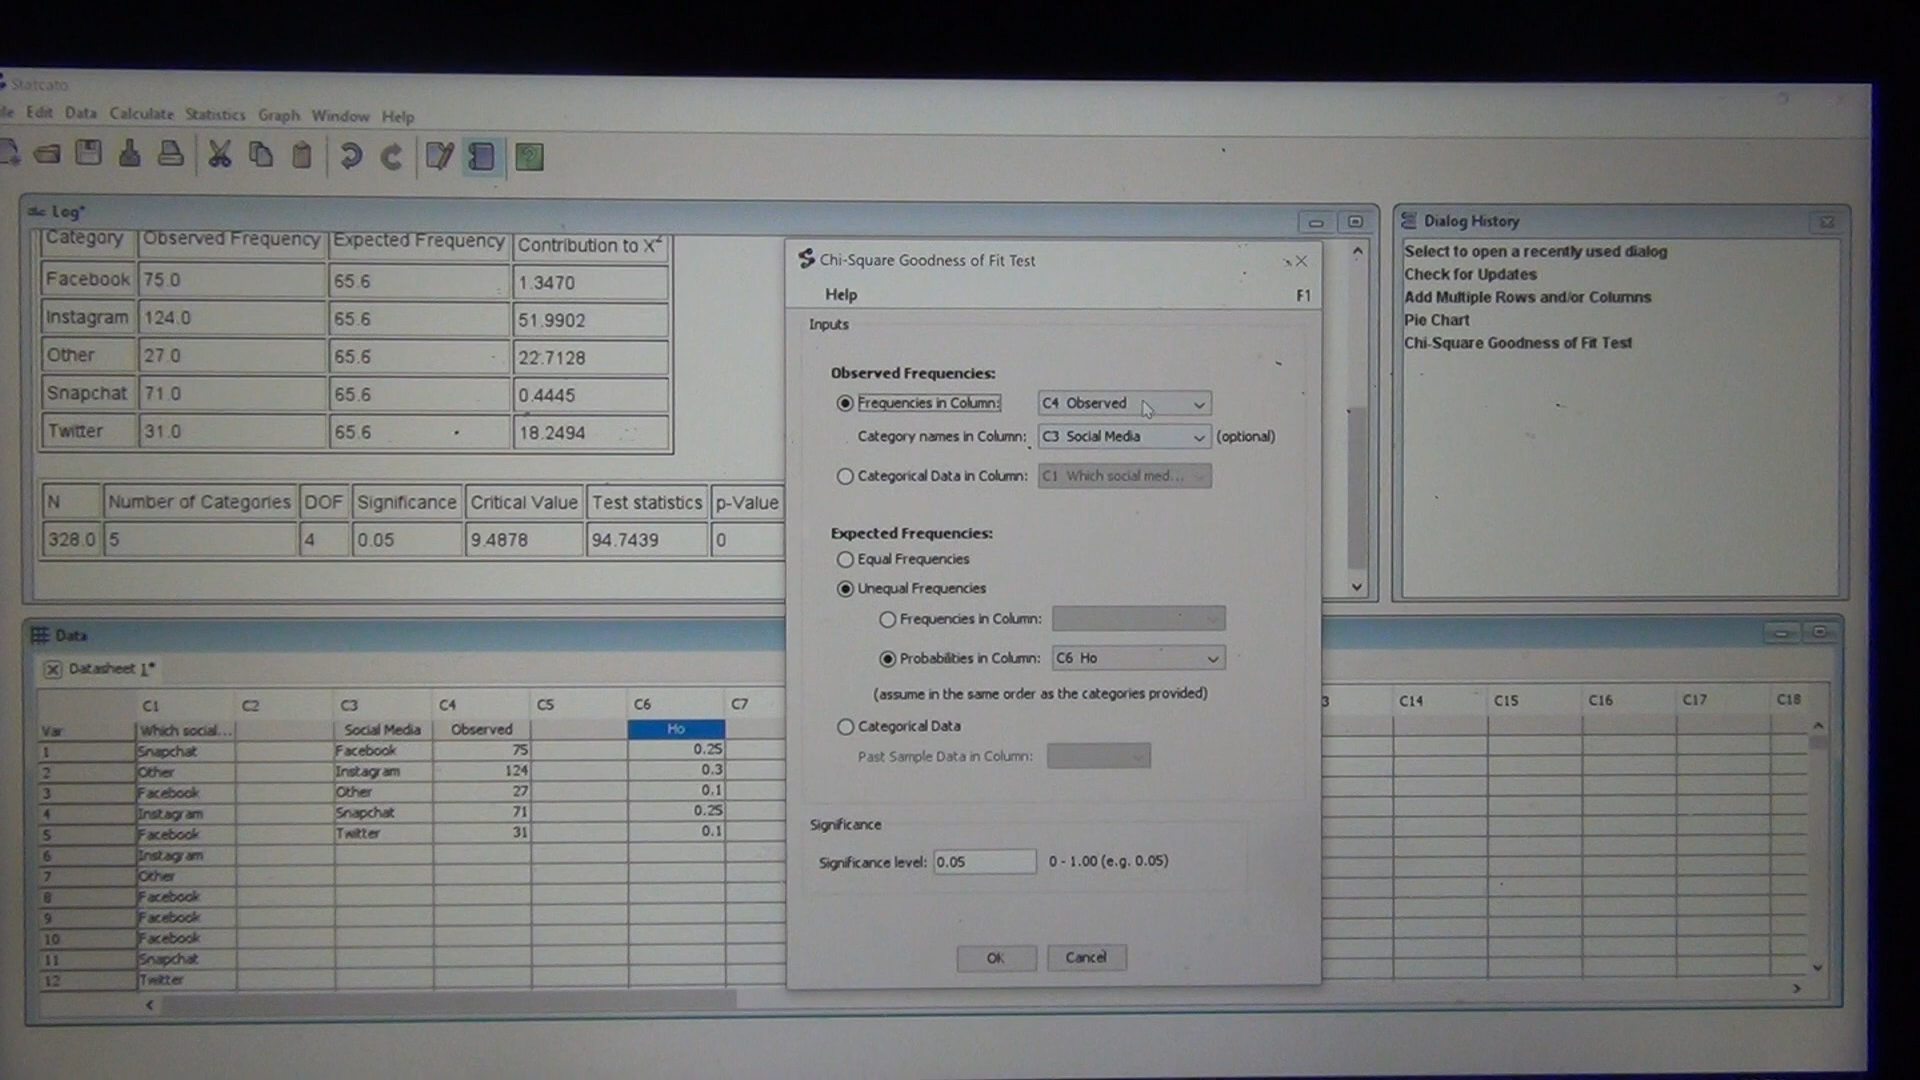 Statcato
Edit Data Calculate Statistics Graph Window Help
Log*
Category Observed Frequency Expected Frequency Contribution to X²
Facebook 75.0 65.6 1.3470
Instagram 124.0 65.6 51.9902
Other 27.0 65.6 22.7128
Snapchat 71.0 65.6 0.4445
Twitter 31.0 65.6 18.2494
N Number of Categories DOF Significance Critical Value Test statistics p-Value
328.0 5 4 0.05 9.4878 94.7439 0
Chi-Square Goodness of Fit Test
Help F1
Inputs
Observed Frequencies:
Frequencies in Column: C4 Observed
Category names in Column: C3 Social Media (optional)
Categorical Data in Column: C1 Which social med...
Expected Frequencies:
Equal Frequencies
Unequal Frequencies
Frequencies in Column:
Probabilities in Column: C6 Ho
(assume in the same order as the categories provided)
Categorical Data
Past Sample Data in Column:
Significance
Significance level: 0.05 0 - 1.00 (e.g. 0.05)
OK Cancel
Dialog History
Select to open a recently used dialog
Check for Updates
Add Multiple Rows and/or Columns
Pie Chart
Chi-Square Goodness of Fit Test
Data
Datasheet 1*
C1 C2 C3 C4 C5 C6 C7 3 C14 C15 C16 C17 C18
Var Which social... Social Media Observed Ho
1 Snapchat Facebook 75 0.25
2 Other Instagram 124 0.3
3 Facebook Other 27 0.1
4 Instagram Snapchat 71 0.25
5 Facebook Twitter 31 0.1
6 Instagram
7 Other
8 Facebook
9 Facebook
10 Facebook
11 Snapchat
12 Twitter